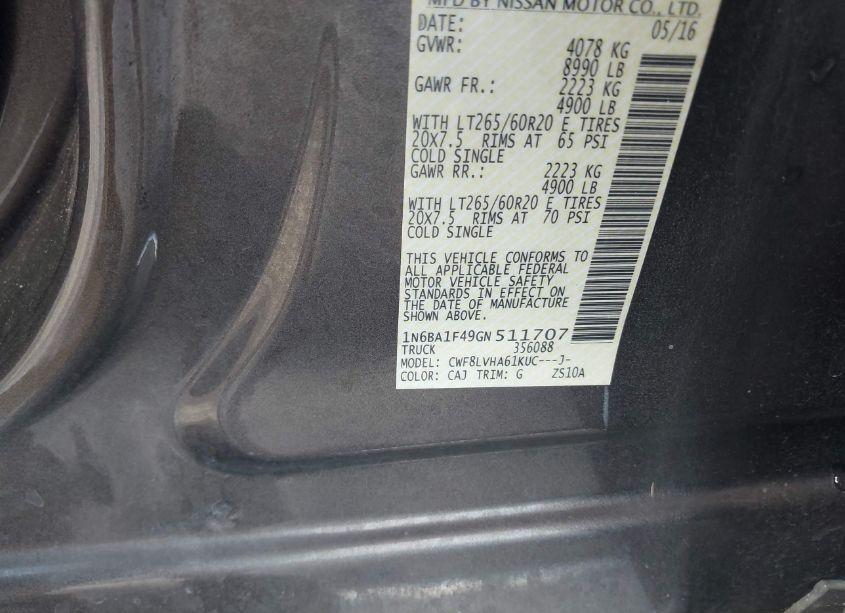 MFD BY NISSAN MOTOR CO., LTD.
DATE: 05/16
GVWR: 4078 KG
8990 LB
GAWR FR.: 2223 KG
4900 LB
WITH LT265/60R20 E TIRES
20X7.5 RIMS AT 65 PSI
COLD SINGLE
GAWR RR.: 2223 KG
4900 LB
WITH LT265/60R20 E TIRES
20X7.5 RIMS AT 70 PSI
COLD SINGLE
THIS VEHICLE CONFORMS TO
ALL APPLICABLE FEDERAL
MOTOR VEHICLE SAFETY
STANDARDS IN EFFECT ON
THE DATE OF MANUFACTURE
SHOWN ABOVE.
1N6BA1F49GN511707
TRUCK 356088
MODEL: CWF8LVHA61KUC---J-
COLOR: CAJ TRIM: G ZS10A